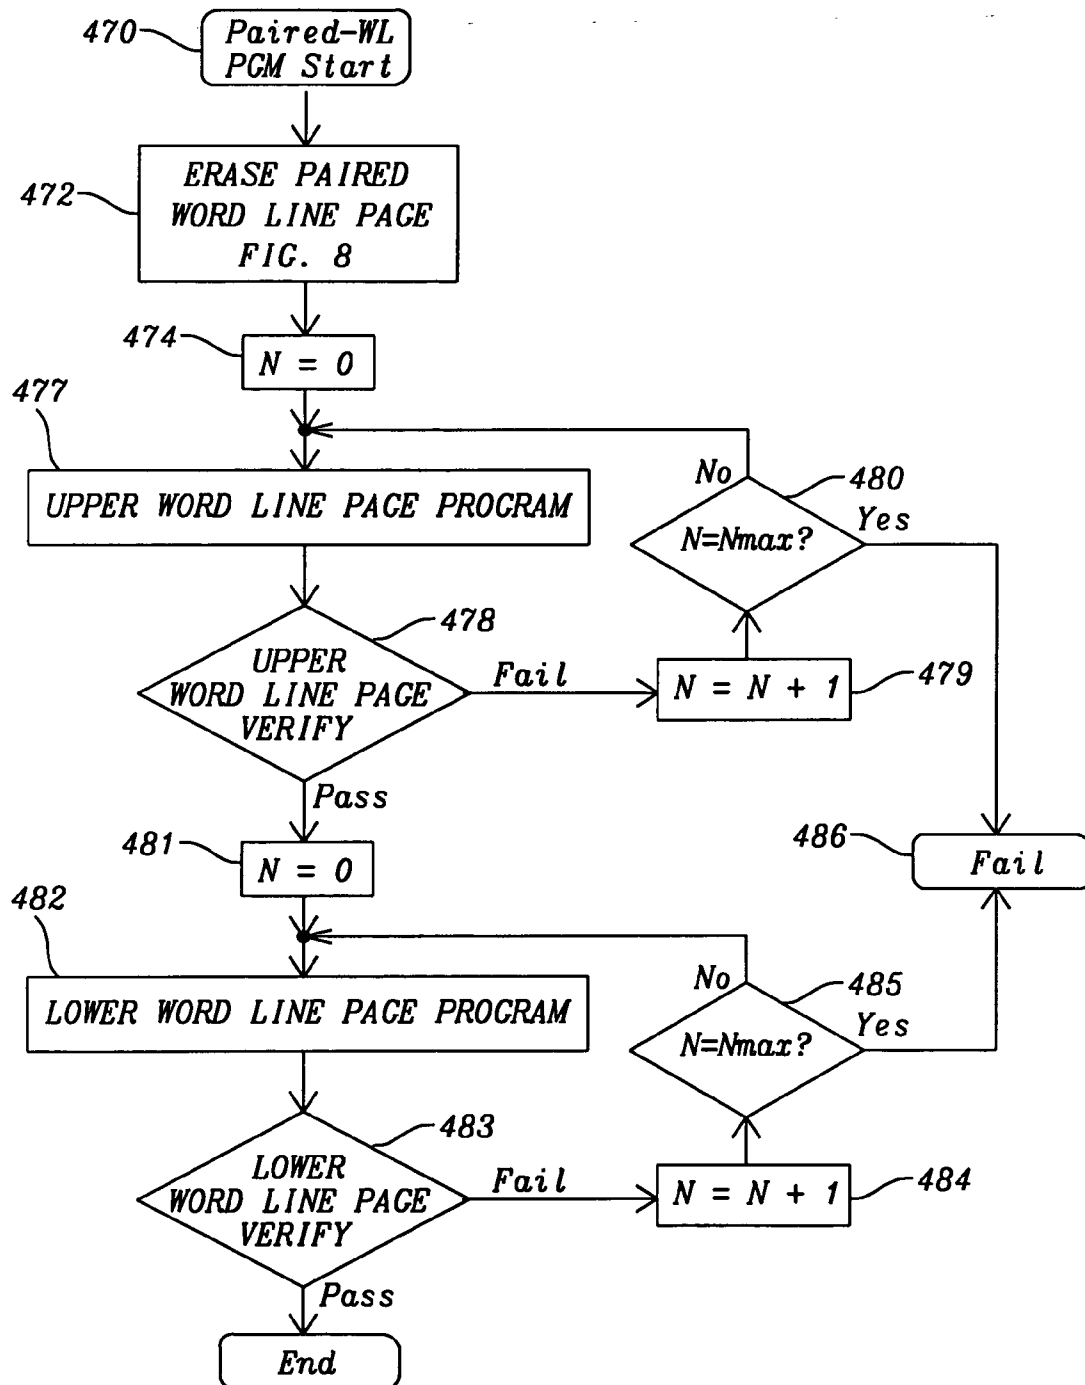 470
Paired-WL
PGM Start
472
ERASE PAIRED
WORD LINE PAGE
FIG. 8
474
N = 0
477
UPPER WORD LINE PAGE PROGRAM
No
480
N=Nmax?
Yes
478
UPPER
WORD LINE PAGE
VERIFY
Fail
N = N + 1
479
Pass
481
N = 0
486
Fail
482
LOWER WORD LINE PAGE PROGRAM
No
485
N=Nmax?
Yes
483
LOWER
WORD LINE PAGE
VERIFY
Fail
N = N + 1
484
Pass
End